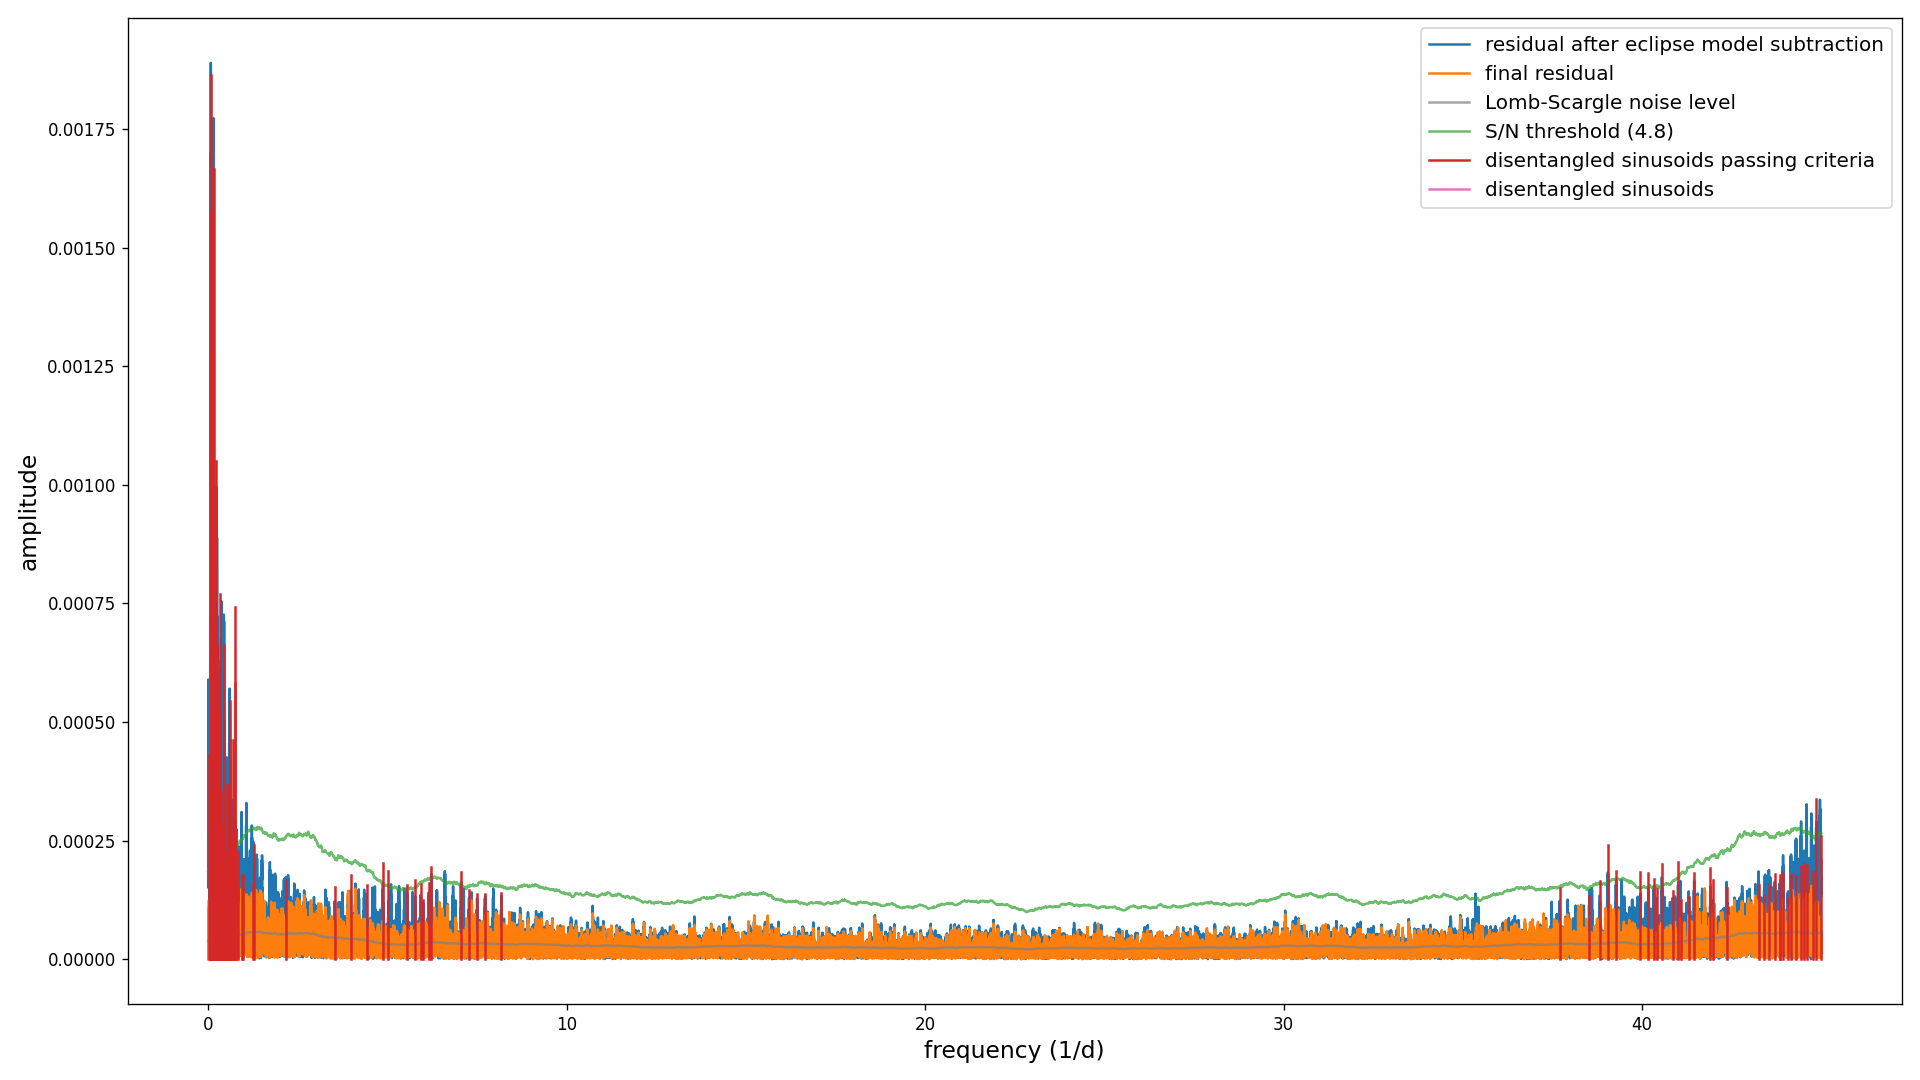 residual after eclipse model subtraction
final residual
Lomb-Scargle noise level
S/N threshold (4.8)
disentangled sinusoids passing criteria
disentangled sinusoids
0.00175
0.00150
0.00125
0.00100
0.00075
0.00050
0.00025
0.00000
amplitude
0 10 20 30 40
frequency (1/d)